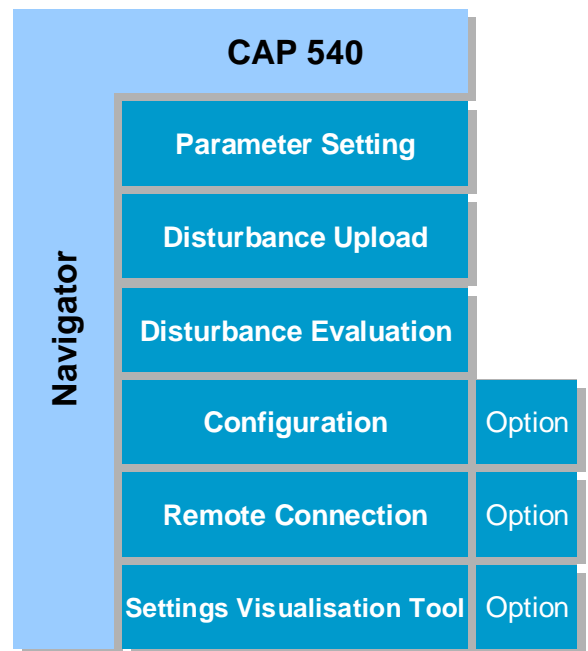 CAP 540
Navigator
Parameter Setting
Disturbance Upload
Disturbance Evaluation
Configuration
Option
Remote Connection
Option
Settings Visualisation Tool
Option